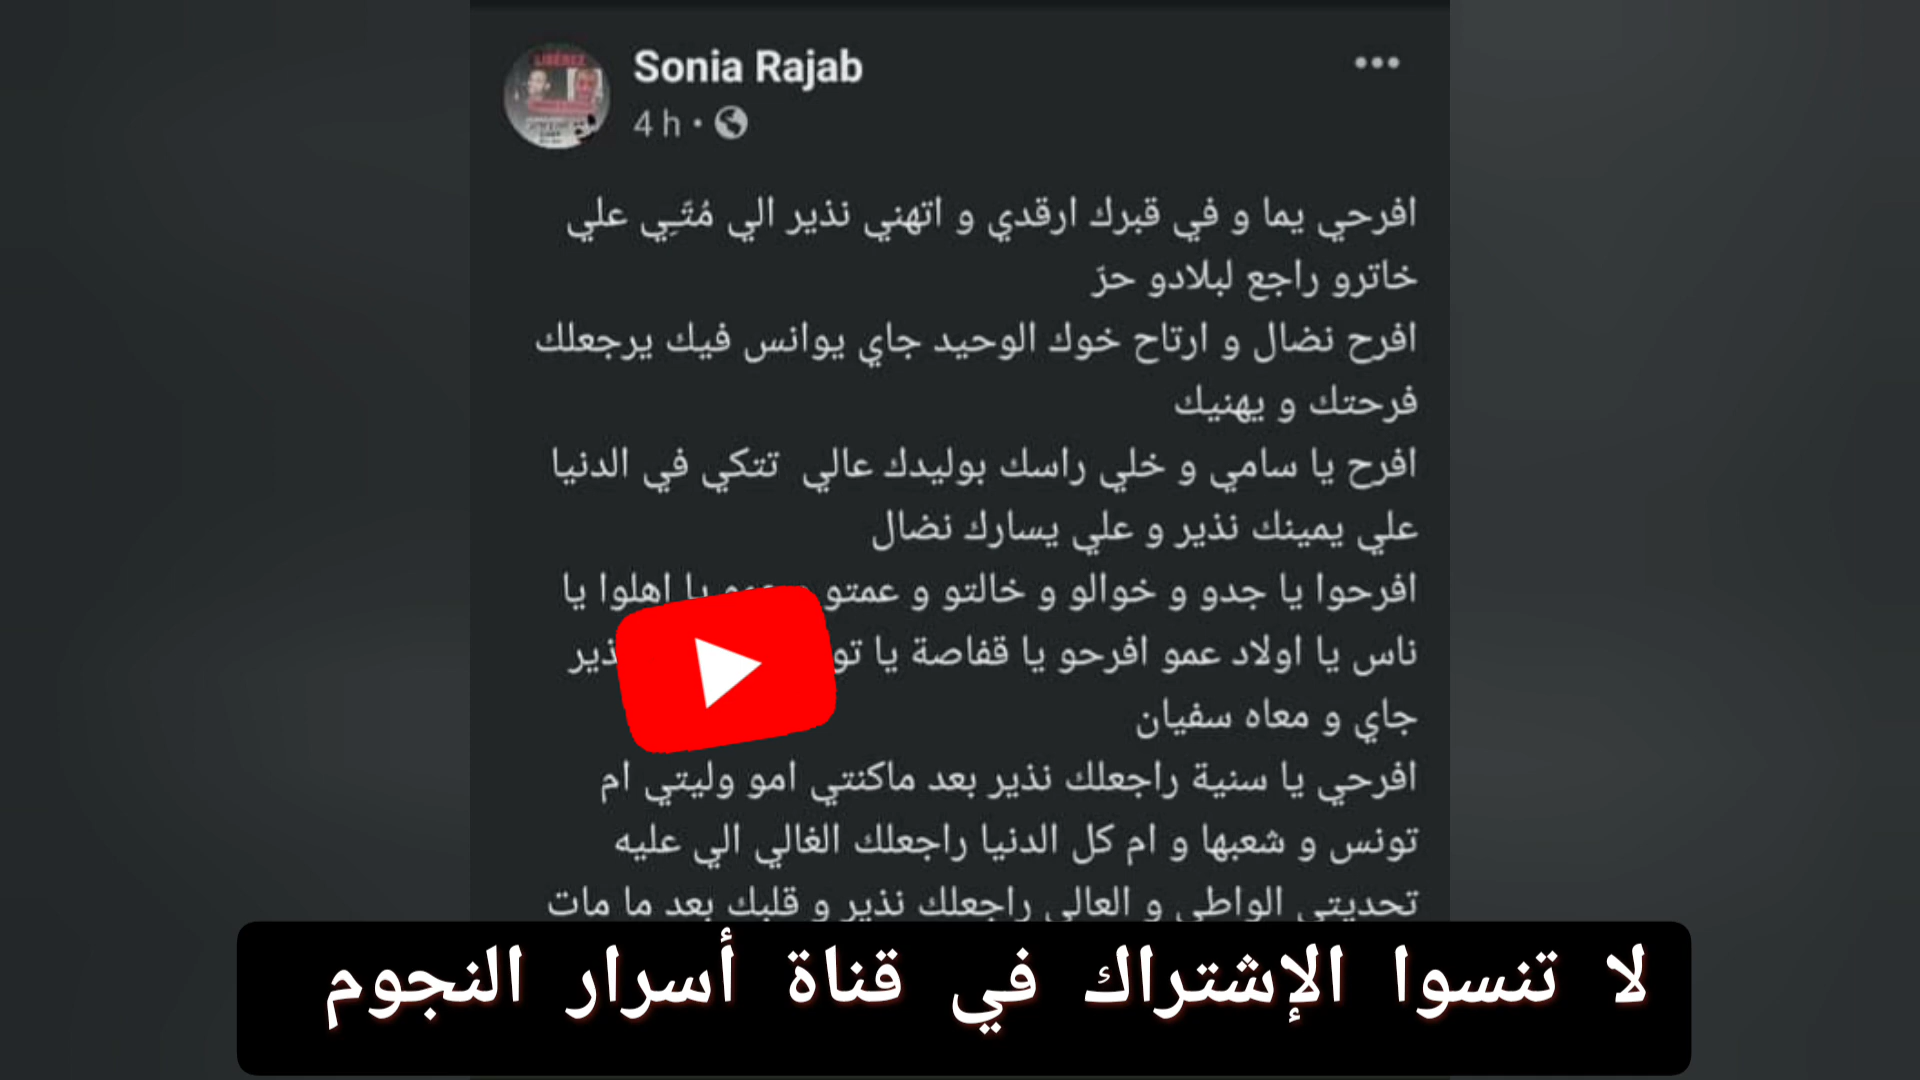 Sonia Rajab
4 h
افرحي يما و في قبرك ارقدي و اتهني نذير الي مُتَـِي علي
خاترو راجع لبلادو حرّ
افرح نضال و ارتاح خوك الوحيد جاي يوانس فيك يرجعلك
فرحتك و يهنيك
افرح يا سامي و خلي راسك بوليدك عالي تتكي في الدنيا
علي يمينك نذير و علي يسارك نضال
افرحوا يا جدو و خوالو و خالتو و عمتو يا اهلوا يا
ناس يا اولاد عمو افرحو يا قفاصة يا
جاي و معاه سفيان
افرحي يا سنية راجعلك نذير بعد ماكنتي امو وليتي ام
تونس و شعبها و ام كل الدنيا راجعلك الغالي الي عليه
تحديتي الواطي و العالي راجعلك نذير و قلبك بعد ما مات
لا تنسوا الإشتراك في قناة أسرار النجوم